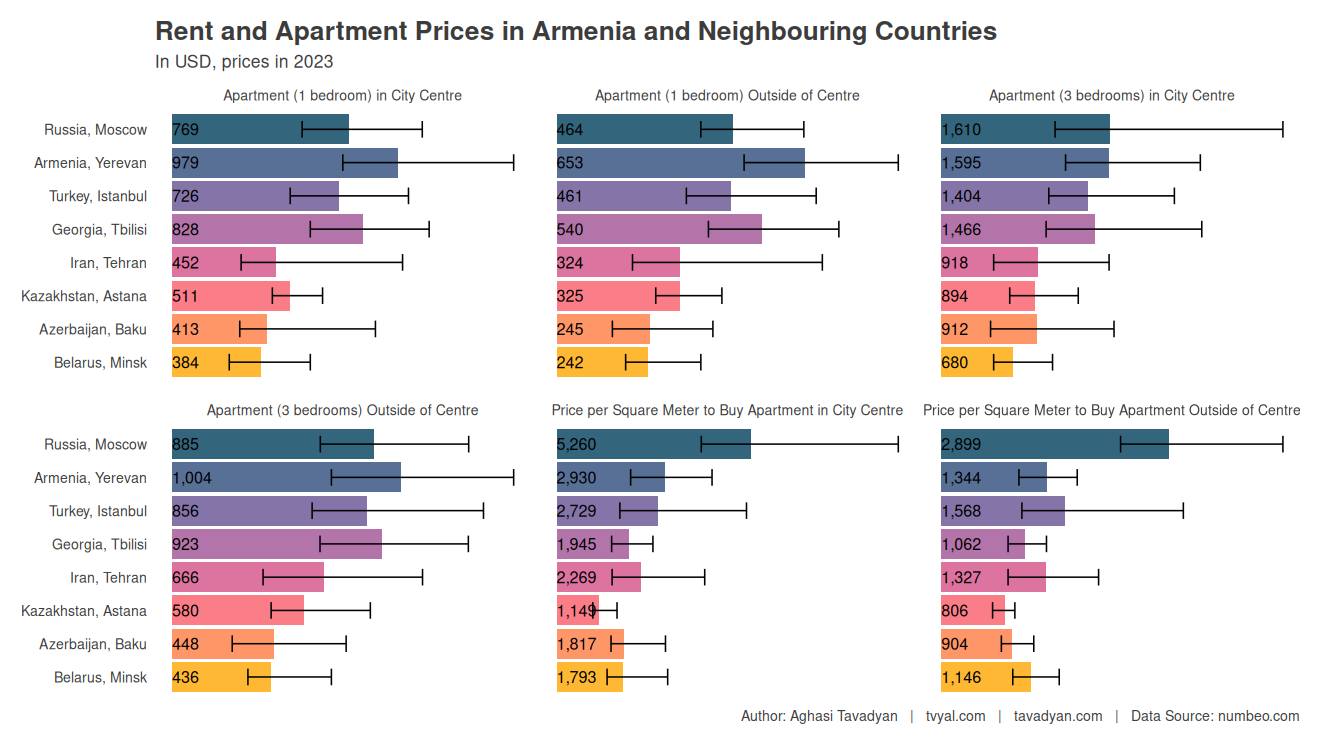 Rent and Apartment Prices in Armenia and Neighbouring Countries
In USD, prices in 2023
Apartment (1 bedroom) in City Centre
Apartment (1 bedroom) Outside of Centre
Apartment (3 bedrooms) in City Centre
Russia, Moscow 769 464 1,610
Armenia, Yerevan 979 653 1,595
Turkey, Istanbul 726 461 1,404
Georgia, Tbilisi 828 540 1,466
Iran, Tehran 452 324 918
Kazakhstan, Astana 511 325 894
Azerbaijan, Baku 413 245 912
Belarus, Minsk 384 242 680
Apartment (3 bedrooms) Outside of Centre
Price per Square Meter to Buy Apartment in City Centre
Price per Square Meter to Buy Apartment Outside of Centre
Russia, Moscow 885 5,260 2,899
Armenia, Yerevan 1,004 2,930 1,344
Turkey, Istanbul 856 2,729 1,568
Georgia, Tbilisi 923 1,945 1,062
Iran, Tehran 666 2,269 1,327
Kazakhstan, Astana 580 1,149 806
Azerbaijan, Baku 448 1,817 904
Belarus, Minsk 436 1,793 1,146
Author: Aghasi Tavadyan | tvyal.com | tavadyan.com | Data Source: numbeo.com